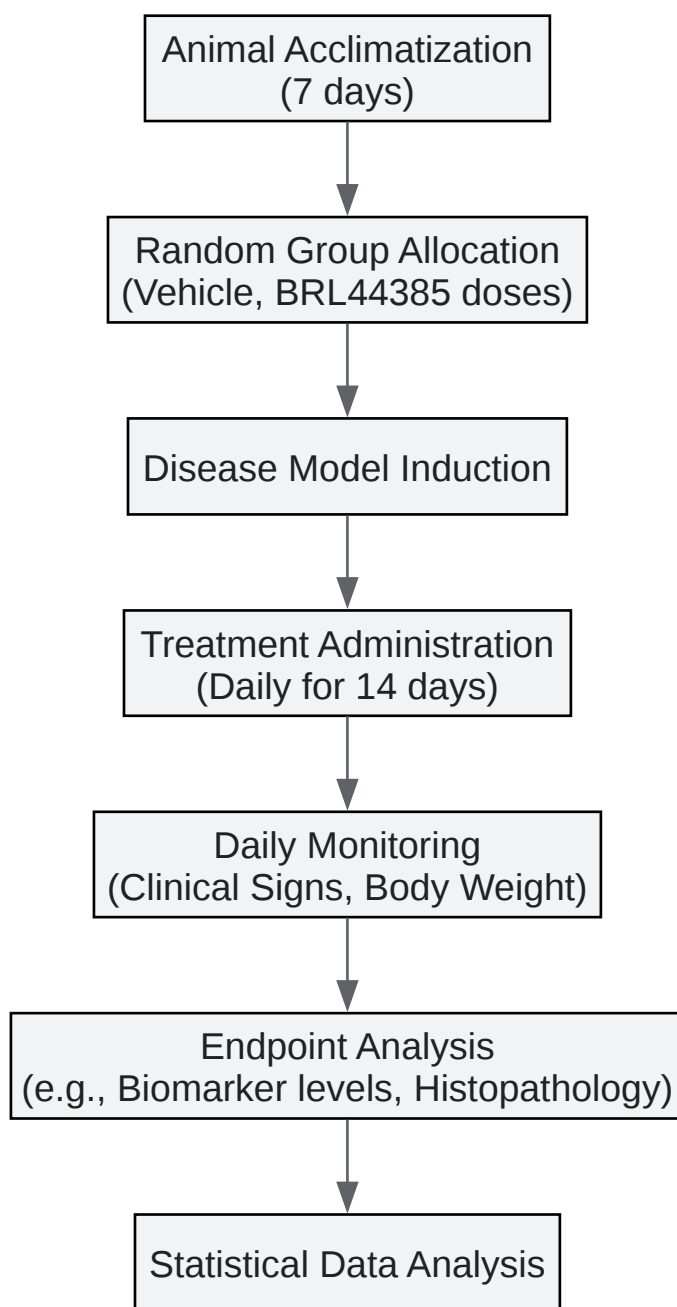 Animal Acclimatization
(7 days)
Random Group Allocation
(Vehicle, BRL44385 doses)
Disease Model Induction
Treatment Administration
(Daily for 14 days)
Daily Monitoring
(Clinical Signs, Body Weight)
Endpoint Analysis
(e.g., Biomarker levels, Histopathology)
Statistical Data Analysis